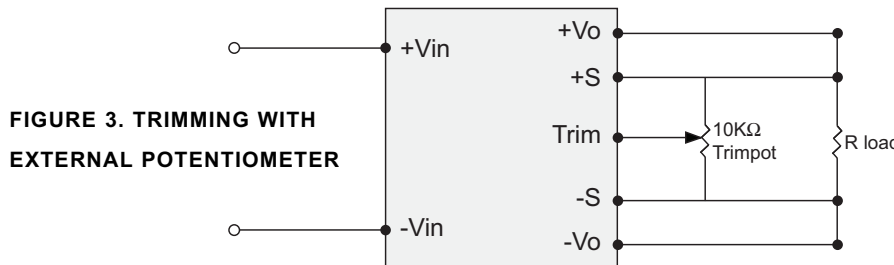 +Vo
+Vin
+S
FIGURE 3. TRIMMING WITH
EXTERNAL POTENTIOMETER
Trim
10KΩ
Trimpot
R load
-S
-Vin
-Vo